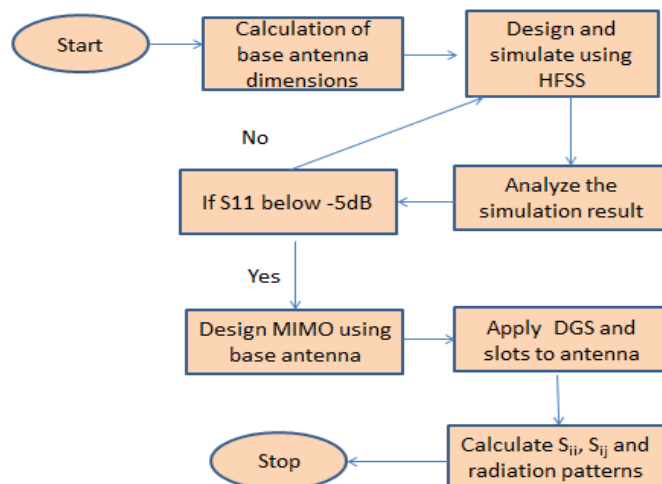 Start
Calculation of
base antenna
dimensions
Design and
simulate using
HFSS
No
If S11 below -5dB
Analyze the
simulation result
Yes
Design MIMO using
base antenna
Apply DGS and
slots to antenna
Stop
Calculate Sii, Sij and
radiation patterns